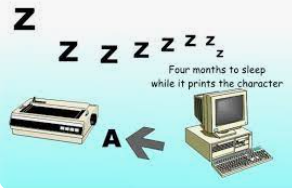 Z
Z Z Z Z Z Z Z
Four months to sleep
while it prints the character
A